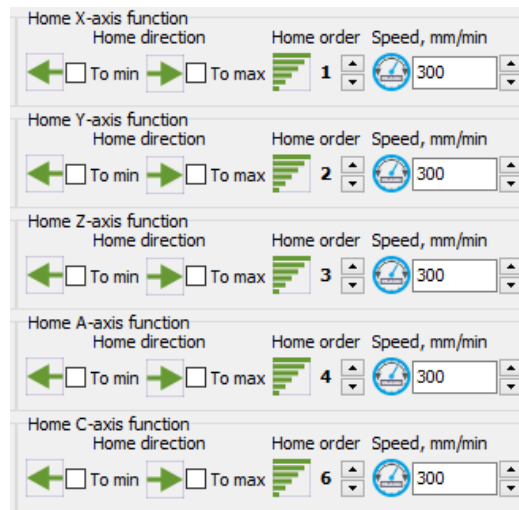 Home X-axis function
Home direction Home order Speed, mm/min
To min To max 1 300
Home Y-axis function
Home direction Home order Speed, mm/min
To min To max 2 300
Home Z-axis function
Home direction Home order Speed, mm/min
To min To max 3 300
Home A-axis function
Home direction Home order Speed, mm/min
To min To max 4 300
Home C-axis function
Home direction Home order Speed, mm/min
To min To max 6 300